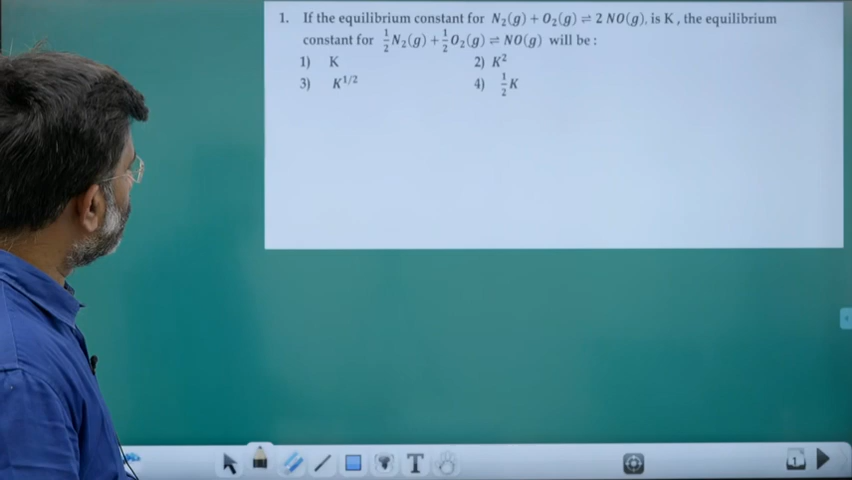 1. If the equilibrium constant for N₂(g) + O₂(g) ⇌ 2 NO(g), is K , the equilibrium
constant for ½N₂(g) + ½O₂(g) ⇌ NO(g) will be :
1) K 2) K²
3) K^{1/2} 4) ½K
T 1